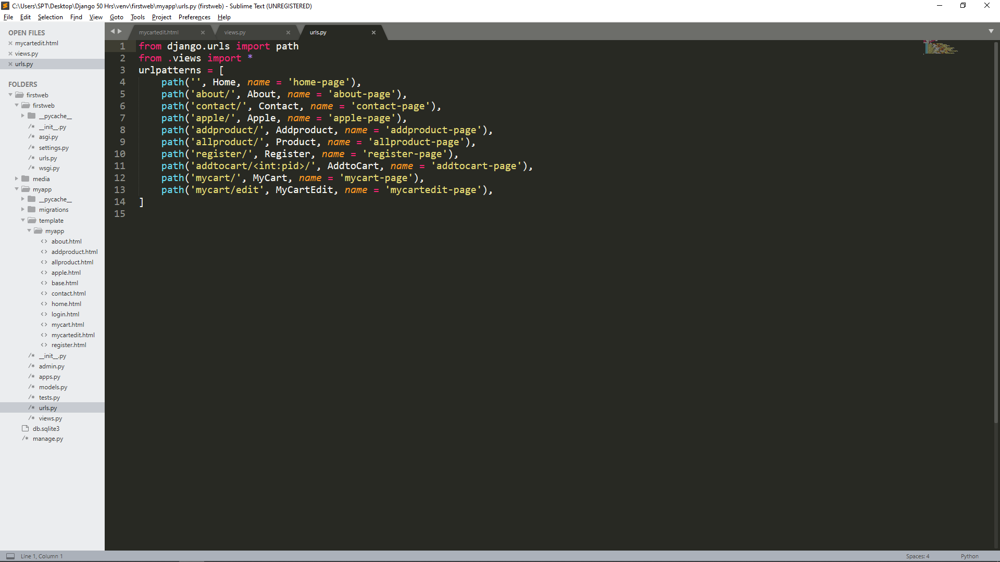 C:\Users\SPT\Desktop\Django 50 Hrs\venv\firstweb\myapp\urls.py (firstweb) - Sublime Text (UNREGISTERED)
File Edit Selection Find View Goto Tools Project Preferences Help
OPEN FILES
mycartedit.html
views.py
urls.py
FOLDERS
firstweb
firstweb
__pycache__
/* __init__.py
/* asgi.py
/* settings.py
/* urls.py
/* wsgi.py
media
myapp
__pycache__
migrations
template
myapp
<> about.html
<> addproduct.html
<> allproduct.html
<> apple.html
<> base.html
<> contact.html
<> home.html
<> login.html
<> mycart.html
<> mycartedit.html
<> register.html
/* __init__.py
/* admin.py
/* apps.py
/* models.py
/* tests.py
/* urls.py
/* views.py
db.sqlite3
/* manage.py
mycartedit.html views.py urls.py
1 from django.urls import path
2 from .views import *
3 urlpatterns = [
4 path('', Home, name = 'home-page'),
5 path('about/', About, name = 'about-page'),
6 path('contact/', Contact, name = 'contact-page'),
7 path('apple/', Apple, name = 'apple-page'),
8 path('addproduct/', Addproduct, name = 'addproduct-page'),
9 path('allproduct/', Product, name = 'allproduct-page'),
10 path('register/', Register, name = 'register-page'),
11 path('addtocart/<int:pid>/', AddtoCart, name = 'addtocart-page'),
12 path('mycart/', MyCart, name = 'mycart-page'),
13 path('mycart/edit', MyCartEdit, name = 'mycartedit-page'),
14 ]
15
Line 1, Column 1 Spaces: 4 Python